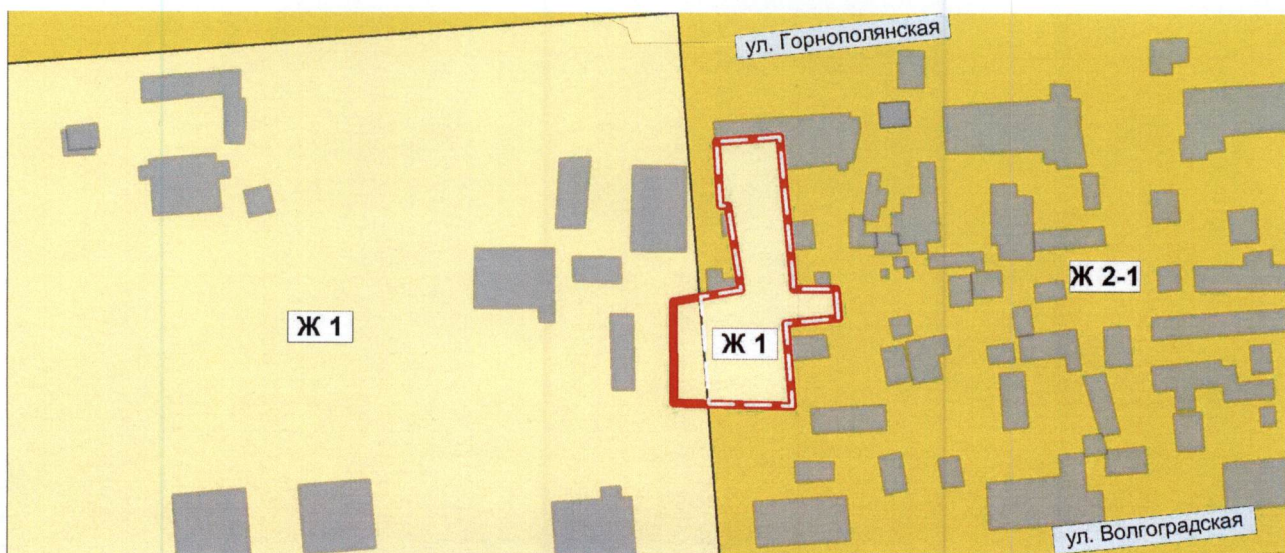 ул. Горнополянская
Ж 2-1
Ж 1
Ж 1
ул. Волгоградская